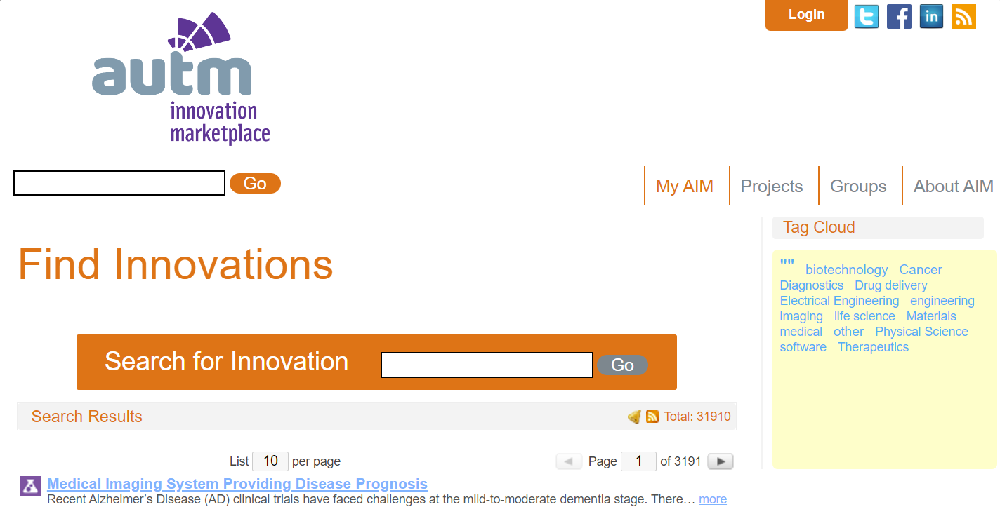 Login
autm
innovation
marketplace
Go
My AIM Projects Groups About AIM
Tag Cloud
Find Innovations
"" biotechnology Cancer
Diagnostics Drug delivery
Electrical Engineering engineering
imaging life science Materials
medical other Physical Science
software Therapeutics
Search for Innovation Go
Search Results Total: 31910
List 10 per page Page 1 of 3191
Medical Imaging System Providing Disease Prognosis
Recent Alzheimer’s Disease (AD) clinical trials have faced challenges at the mild-to-moderate dementia stage. There… more